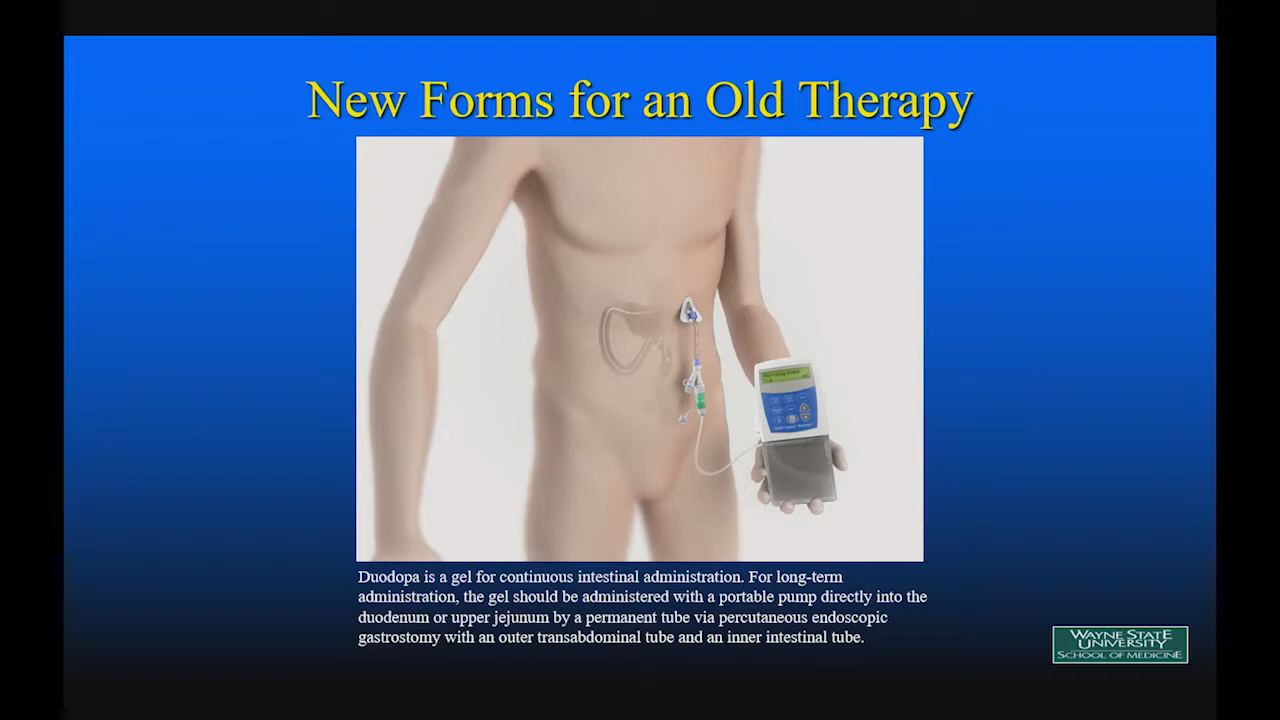 New Forms for an Old Therapy
Duodopa is a gel for continuous intestinal administration. For long-term
administration, the gel should be administered with a portable pump directly into the
duodenum or upper jejunum by a permanent tube via percutaneous endoscopic
gastrostomy with an outer transabdominal tube and an inner intestinal tube.
WAYNE STATE
UNIVERSITY
SCHOOL OF MEDICINE